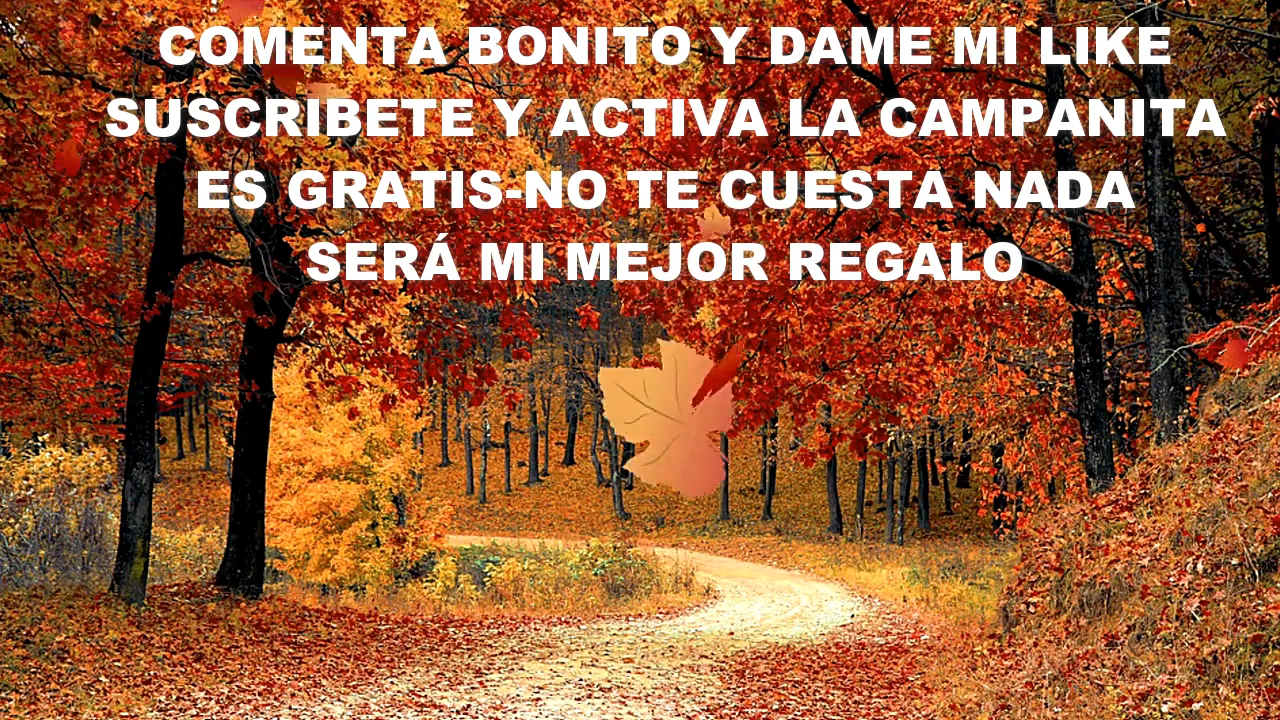 COMENTA BONITO Y DAME MI LIKE
SUSCRIBETE Y ACTIVA LA CAMPANITA
ES GRATIS-NO TE CUESTA NADA
SERÁ MI MEJOR REGALO